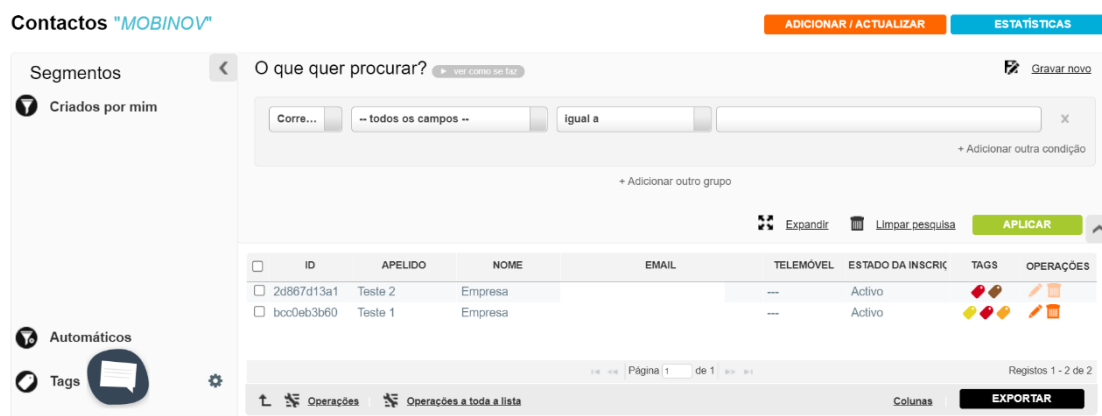 Contactos "MOBINOV"
ADICIONAR / ACTUALIZAR
ESTATÍSTICAS
Segmentos
O que quer procurar?
ver como se faz
Gravar novo
Criados por mim
Corre...
-- todos os campos --
igual a
X
+ Adicionar outra condição
+ Adicionar outro grupo
Expandir
Limpar pesquisa
APLICAR
ID APELIDO NOME EMAIL TELEMÓVEL ESTADO DA INSCRIÇ TAGS OPERAÇÕES
2d867d13a1 Teste 2 Empresa --- Activo
bcc0eb3b60 Teste 1 Empresa --- Activo
Automáticos
Tags
Página 1 de 1
Registos 1 - 2 de 2
Operações
Operações a toda a lista
Colunas
EXPORTAR